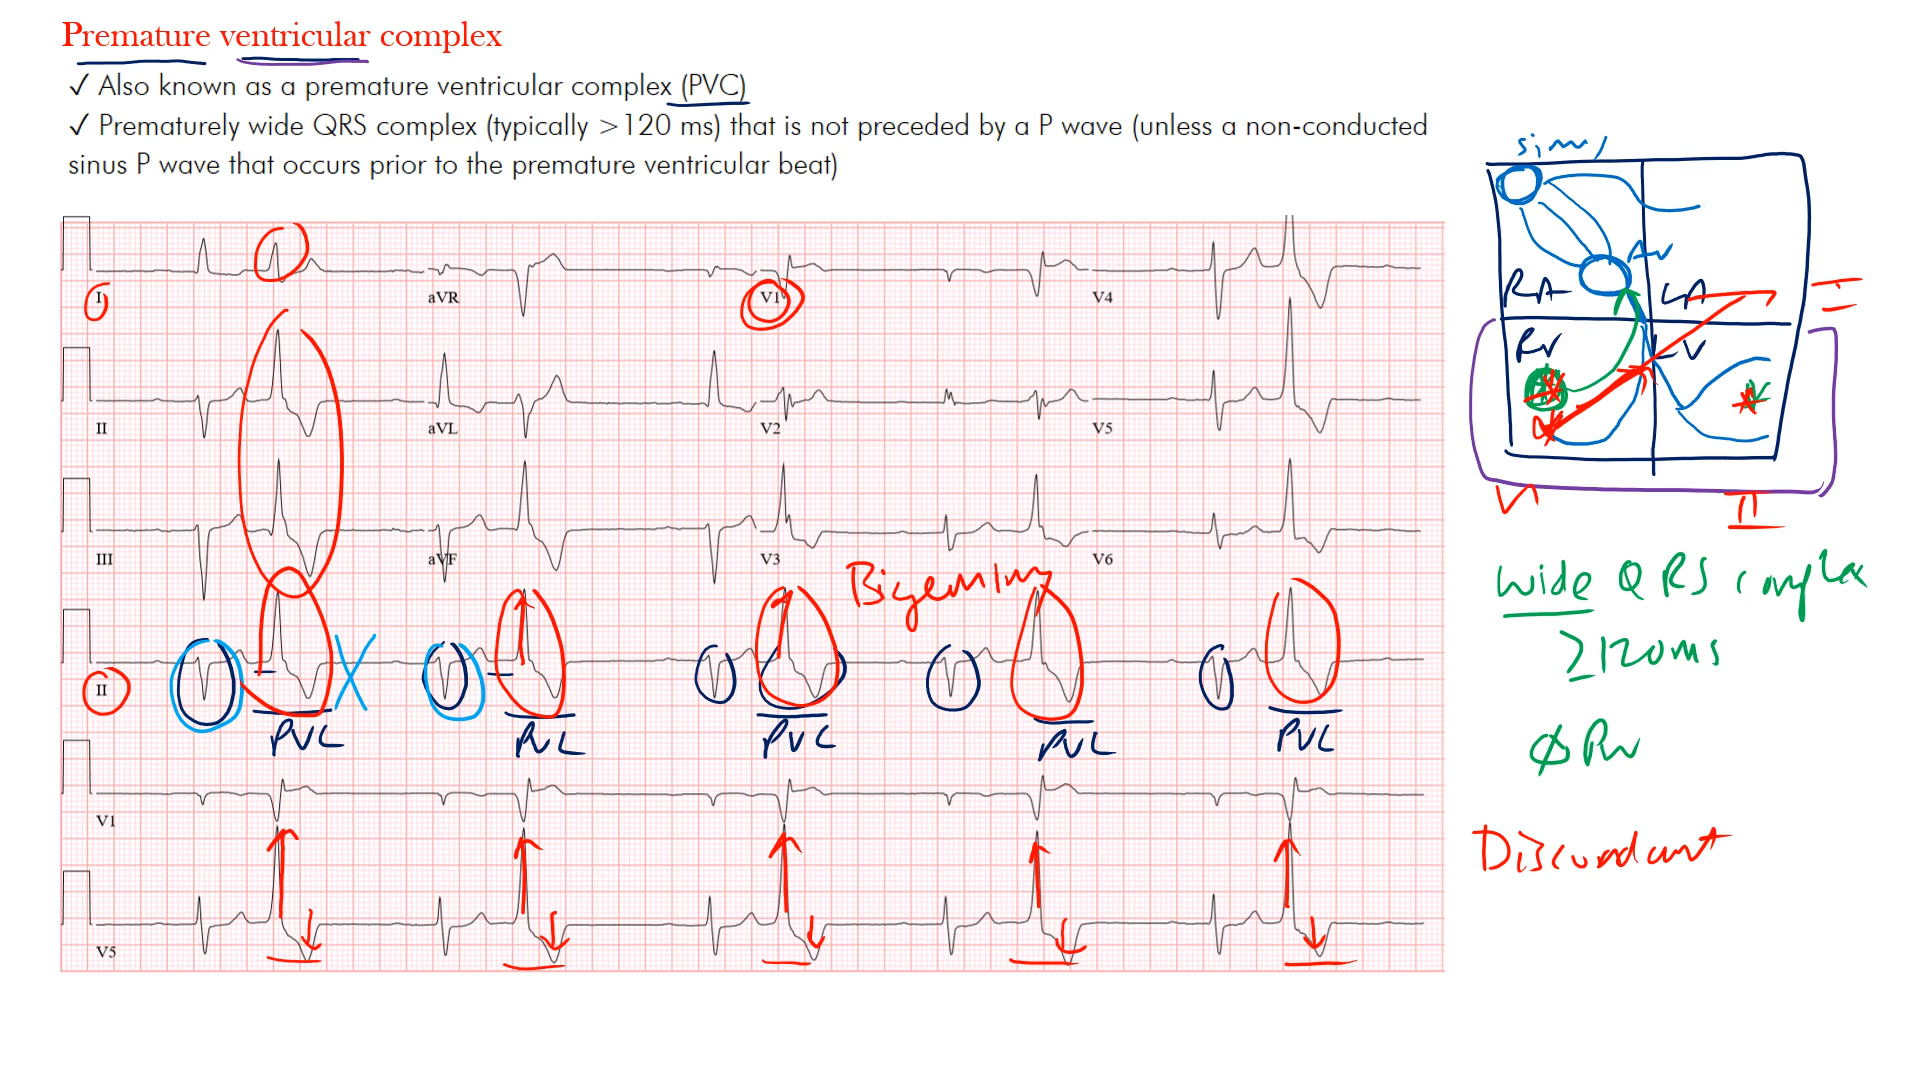 Premature ventricular complex
✓ Also known as a premature ventricular complex (PVC)
✓ Prematurely wide QRS complex (typically >120 ms) that is not preceded by a P wave (unless a non-conducted
sinus P wave that occurs prior to the premature ventricular beat)
sinus
AV
RA LA
RV LV
I aVR V1 V4
II aVL V2 V5
III aVF V3 V6
Bigeminy
II
PVC PVC PVC PVC PVC
V1
V5
wide QRS complex
≥120ms
Discordant